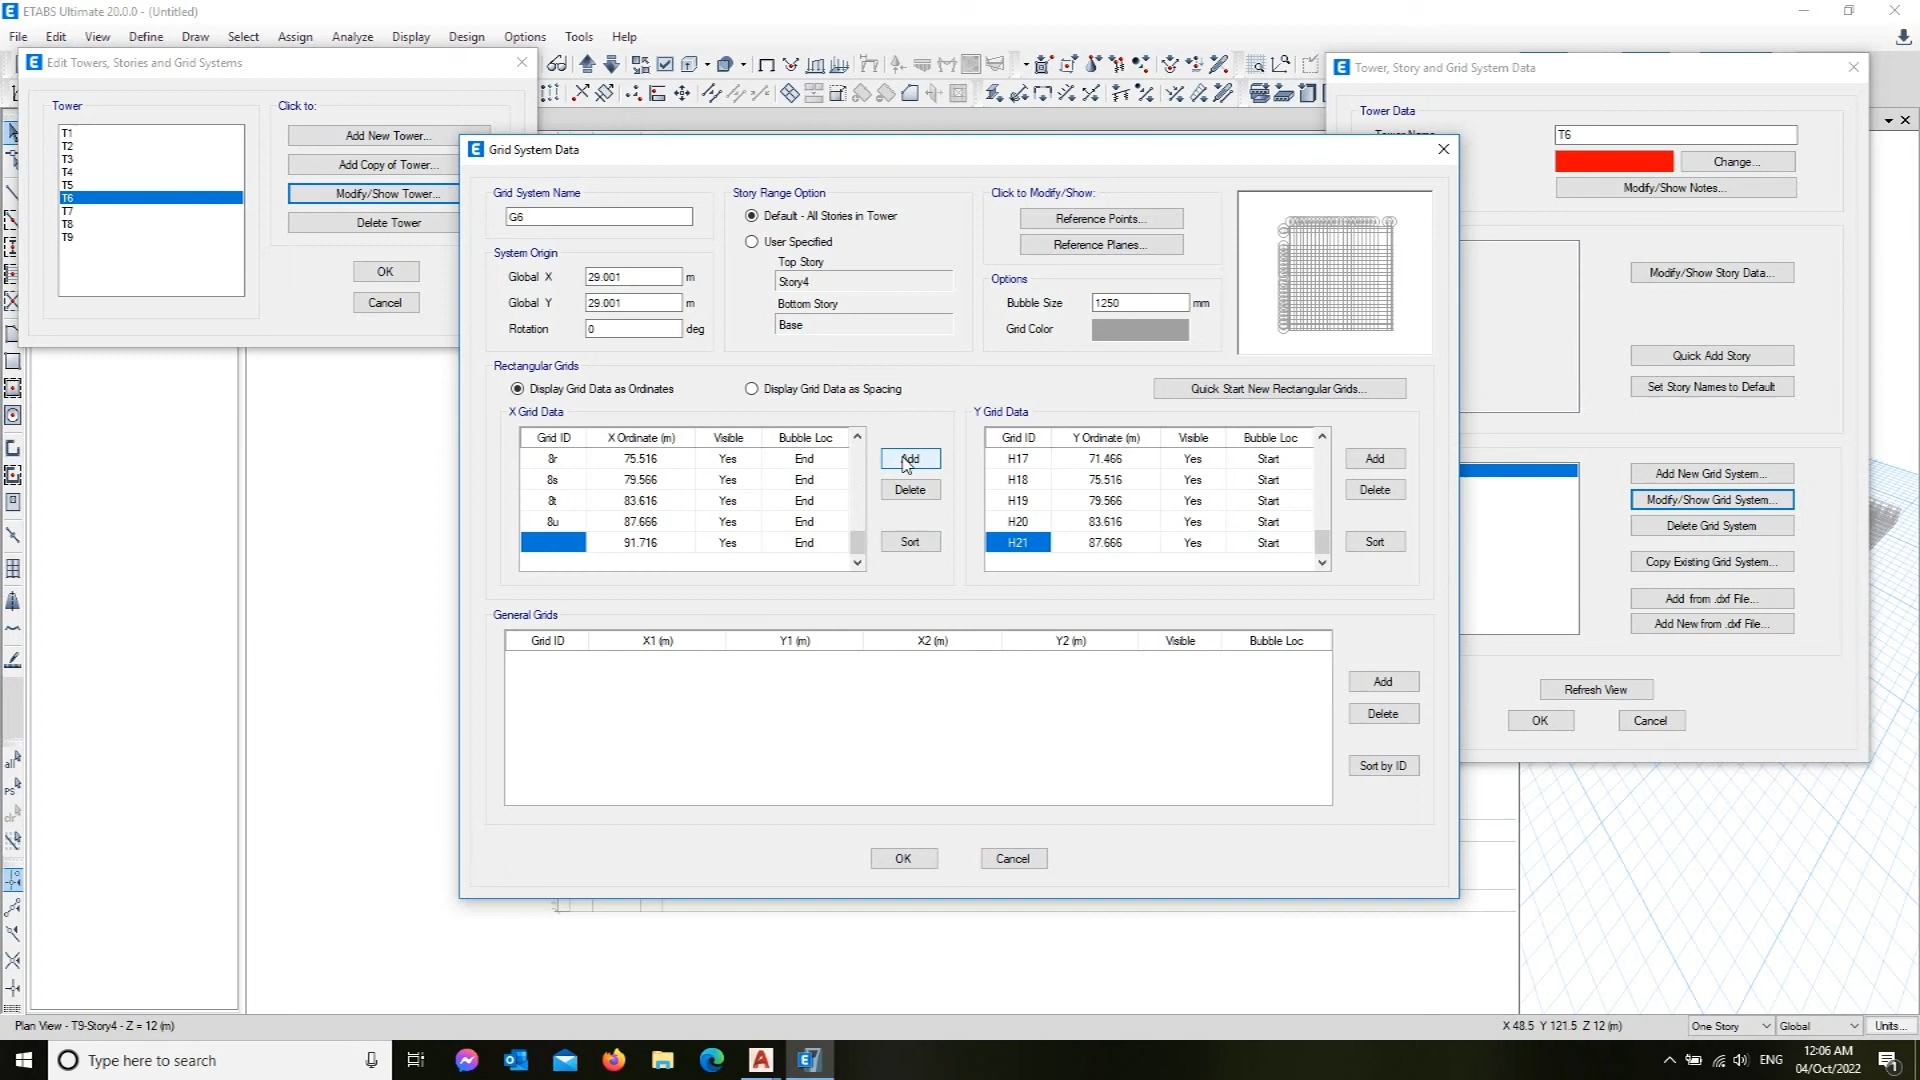 ETABS Ultimate 20.0.0 - (Untitled)
File Edit View Define Draw Select Assign Analyze Display Design Options Tools Help
Edit Towers, Stories and Grid Systems
Tower
T1
T2
T3
T4
T5
T6
T7
T8
T9
Click to:
Add New Tower...
Add Copy of Tower...
Modify/Show Tower...
Delete Tower
OK
Cancel
Grid System Data
Grid System Name
G6
System Origin
Global X 29.001 m
Global Y 29.001 m
Rotation 0 deg
Story Range Option
Default - All Stories in Tower
User Specified
Top Story
Story4
Bottom Story
Base
Click to Modify/Show:
Reference Points...
Reference Planes...
Options
Bubble Size 1250 mm
Grid Color
Rectangular Grids
Display Grid Data as Ordinates
Display Grid Data as Spacing
Quick Start New Rectangular Grids...
X Grid Data
Grid ID X Ordinate (m) Visible Bubble Loc
8r 75.516 Yes End
8s 79.566 Yes End
8t 83.616 Yes End
8u 87.666 Yes End
91.716 Yes End
Add
Delete
Sort
Y Grid Data
Grid ID Y Ordinate (m) Visible Bubble Loc
H17 71.466 Yes Start
H18 75.516 Yes Start
H19 79.566 Yes Start
H20 83.616 Yes Start
H21 87.666 Yes Start
Add
Delete
Sort
General Grids
Grid ID X1 (m) Y1 (m) X2 (m) Y2 (m) Visible Bubble Loc
Add
Delete
Sort by ID
OK
Cancel
Tower, Story and Grid System Data
Tower Data
T6
Change...
Modify/Show Notes...
Modify/Show Story Data...
Quick Add Story
Set Story Names to Default
Add New Grid System...
Modify/Show Grid System...
Delete Grid System
Copy Existing Grid System...
Add from .dxf File...
Add New from .dxf File...
Refresh View
OK
Cancel
all
PS
clr
Plan View - T9-Story4 - Z = 12 (m)
X 48.5 Y 121.5 Z 12 (m)
One Story
Global
Units...
Type here to search
ENG
12:06 AM
04/Oct/2022